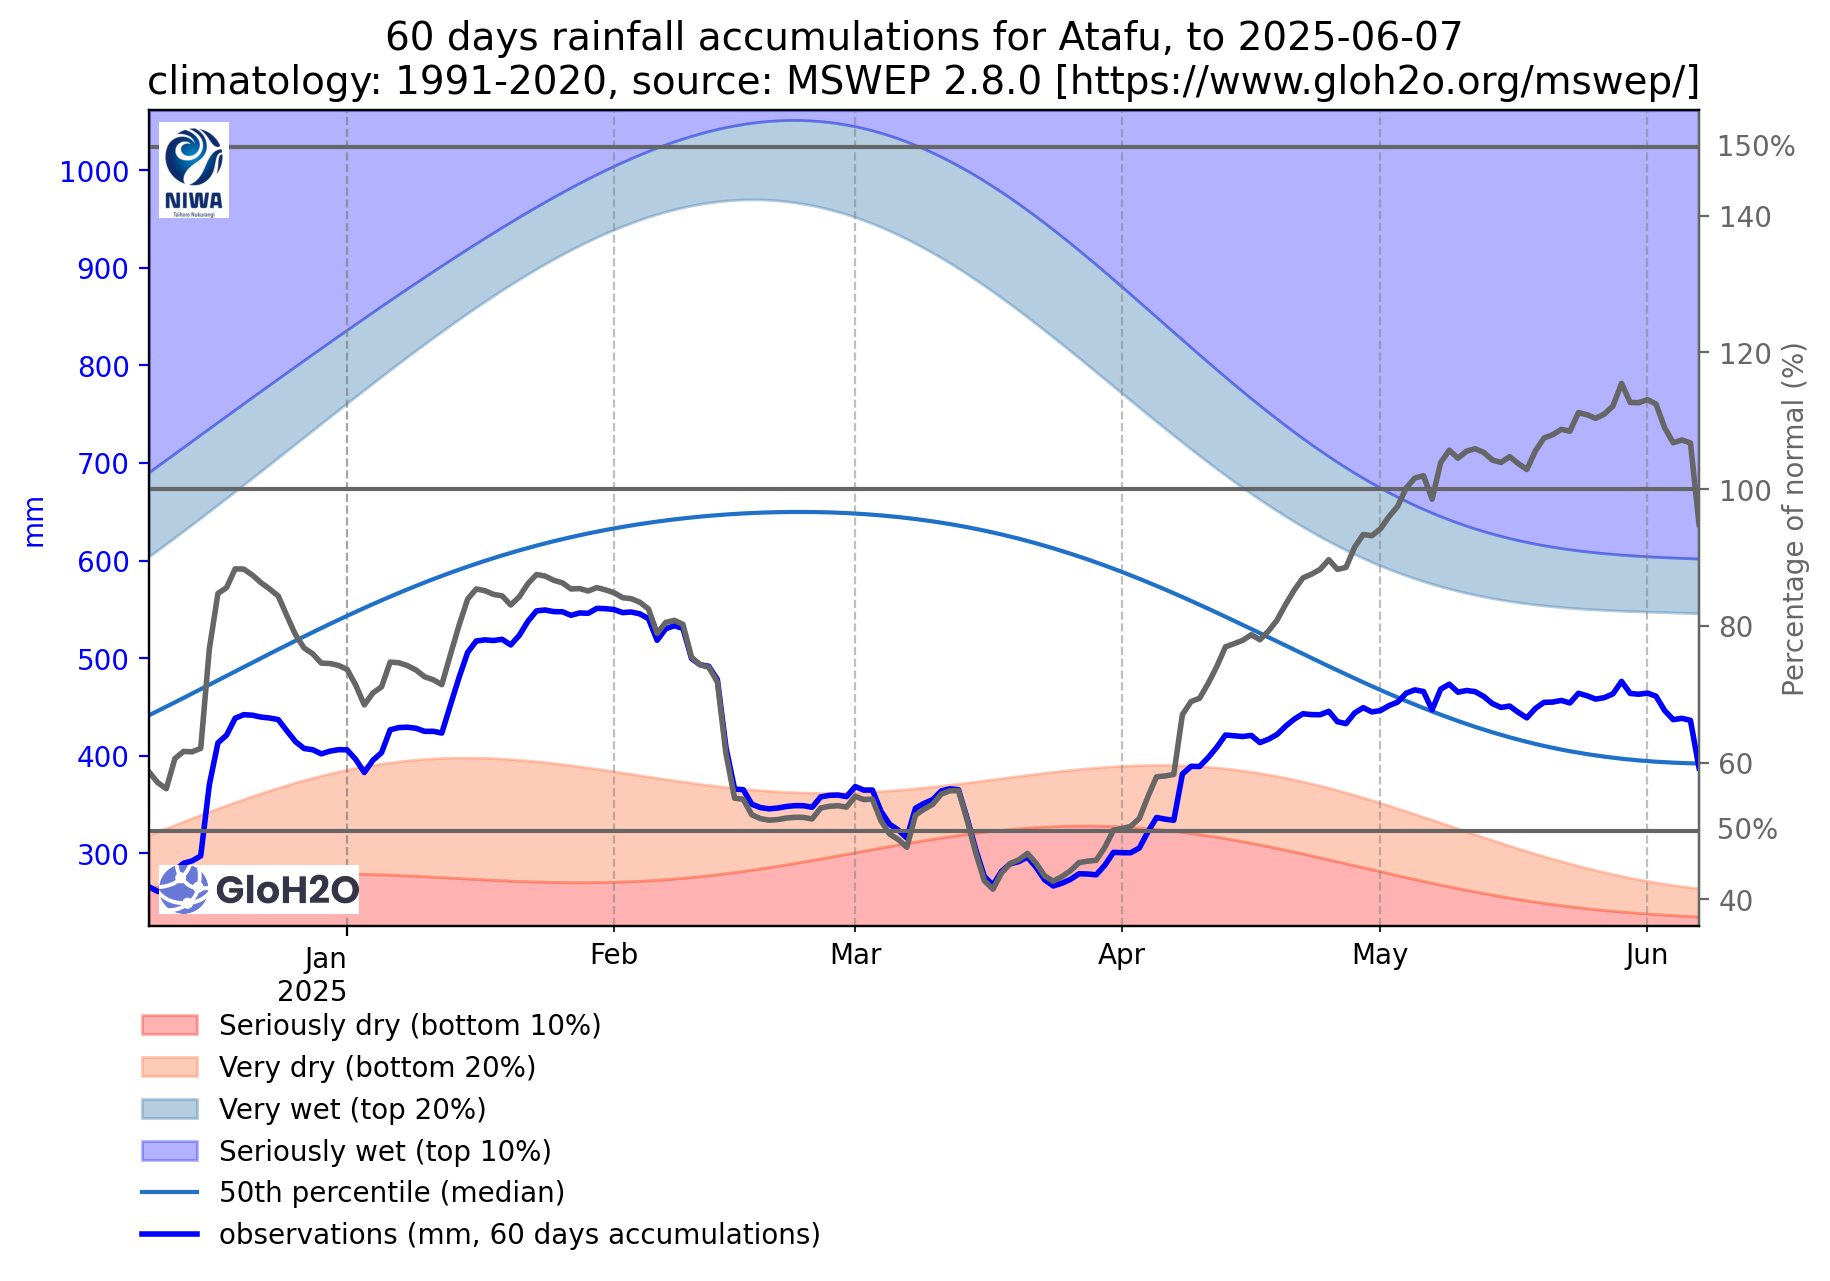 60 days rainfall accumulations for Atafu, to 2025-06-07
climatology: 1991-2020, source: MSWEP 2.8.0 [https://www.gloh2o.org/mswep/]
NIWA
Taihoro Nukurangi
1000
900
800
700
600
500
400
300
mm
150%
140
120
100
80
60
50%
40
Percentage of normal (%)
GloH2O
Jan
2025
Feb
Mar
Apr
May
Jun
Seriously dry (bottom 10%)
Very dry (bottom 20%)
Very wet (top 20%)
Seriously wet (top 10%)
50th percentile (median)
observations (mm, 60 days accumulations)